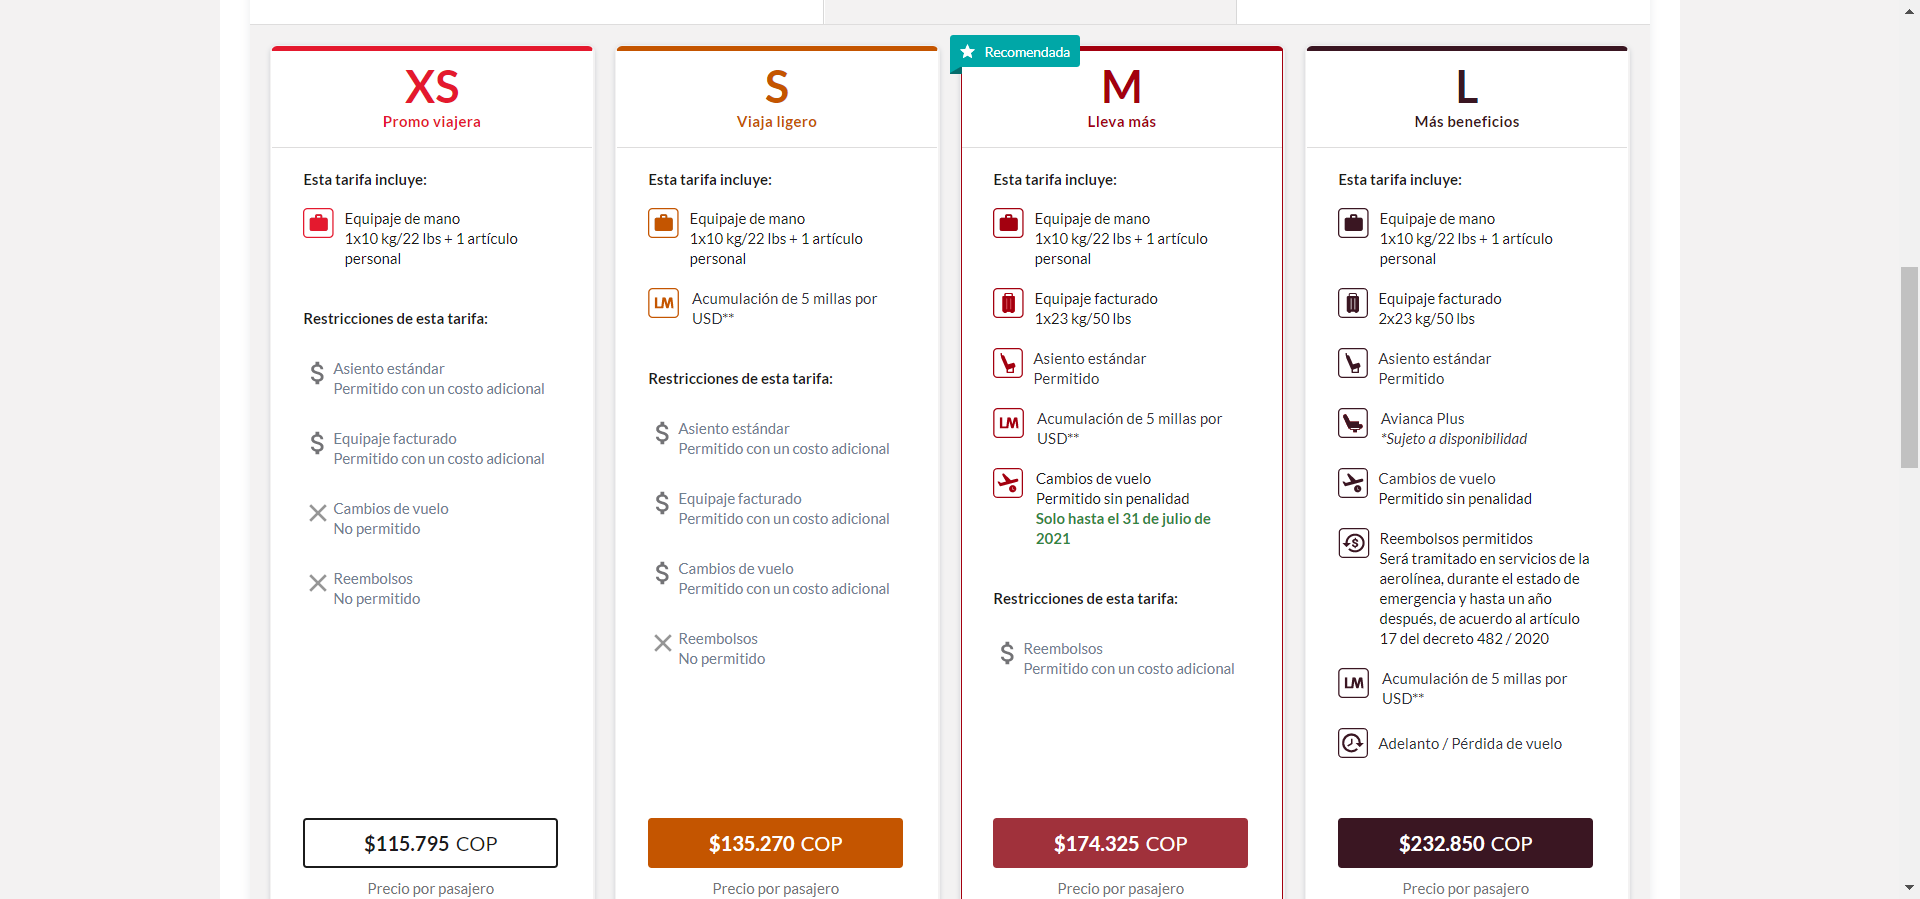 XS
Promo viajera
Esta tarifa incluye:
Equipaje de mano
1x10 kg/22 lbs + 1 artículo
personal
Restricciones de esta tarifa:
$ Asiento estándar
Permitido con un costo adicional
$ Equipaje facturado
Permitido con un costo adicional
Cambios de vuelo
No permitido
Reembolsos
No permitido
$115.795 COP
Precio por pasajero
S
Viaja ligero
Esta tarifa incluye:
Equipaje de mano
1x10 kg/22 lbs + 1 artículo
personal
LM Acumulación de 5 millas por
USD**
Restricciones de esta tarifa:
$ Asiento estándar
Permitido con un costo adicional
$ Equipaje facturado
Permitido con un costo adicional
$ Cambios de vuelo
Permitido con un costo adicional
Reembolsos
No permitido
$135.270 COP
Precio por pasajero
Recomendada
M
Lleva más
Esta tarifa incluye:
Equipaje de mano
1x10 kg/22 lbs + 1 artículo
personal
Equipaje facturado
1x23 kg/50 lbs
Asiento estándar
Permitido
LM Acumulación de 5 millas por
USD**
Cambios de vuelo
Permitido sin penalidad
Solo hasta el 31 de julio de
2021
Restricciones de esta tarifa:
$ Reembolsos
Permitido con un costo adicional
$174.325 COP
Precio por pasajero
L
Más beneficios
Esta tarifa incluye:
Equipaje de mano
1x10 kg/22 lbs + 1 artículo
personal
Equipaje facturado
2x23 kg/50 lbs
Asiento estándar
Permitido
Avianca Plus
*Sujeto a disponibilidad
Cambios de vuelo
Permitido sin penalidad
$ Reembolsos permitidos
Será tramitado en servicios de la
aerolínea, durante el estado de
emergencia y hasta un año
después, de acuerdo al artículo
17 del decreto 482 / 2020
LM Acumulación de 5 millas por
USD**
Adelanto / Pérdida de vuelo
$232.850 COP
Precio por pasajero